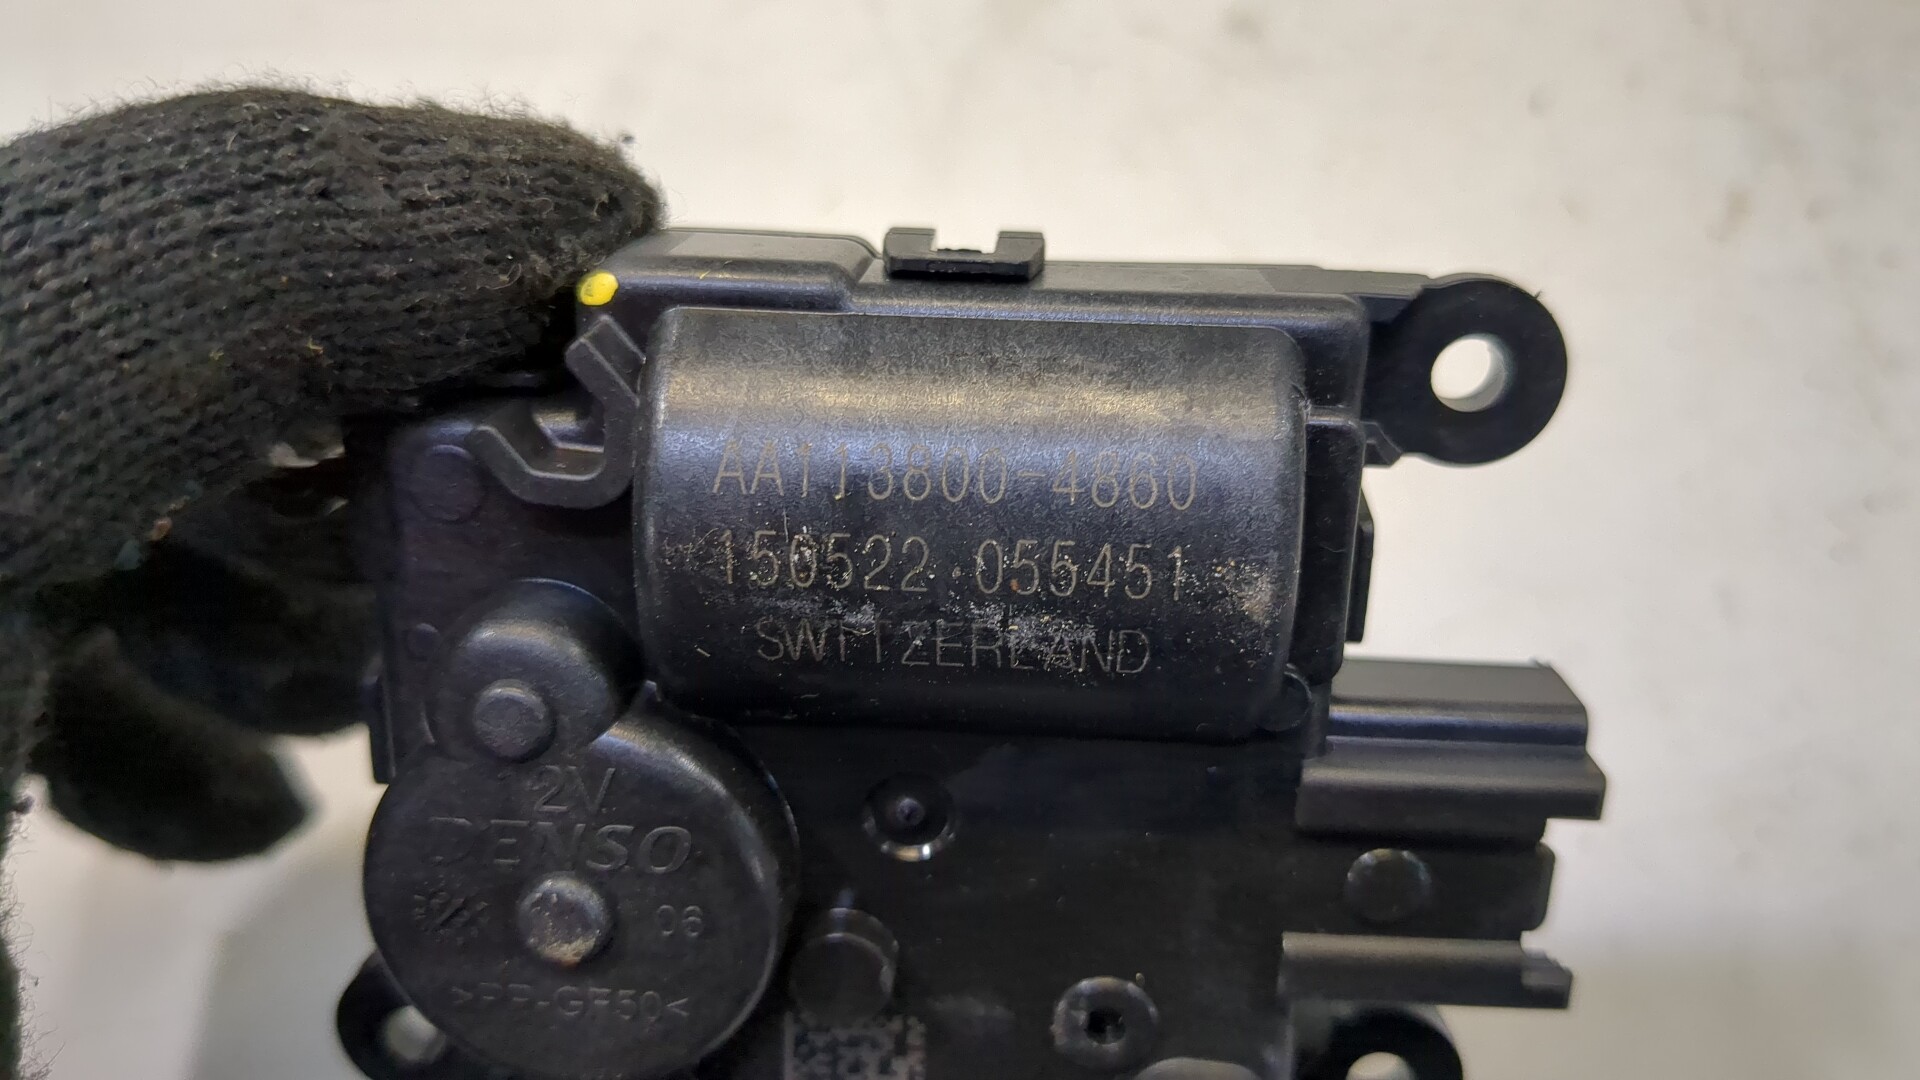 AA113800-4860
150522 055451
SWITZERLAND
12V
DENSO
06
>PP-GF50<